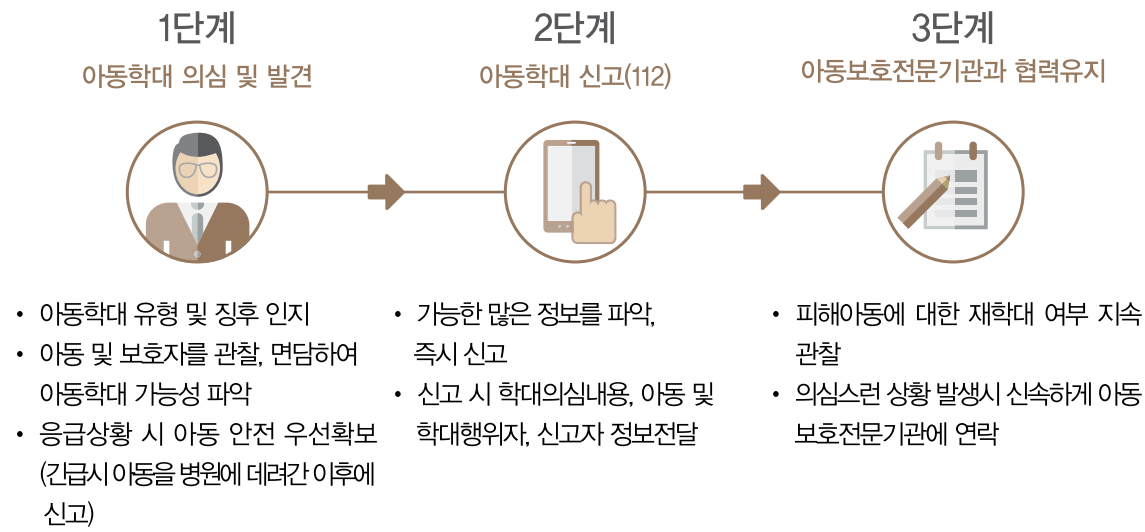 1단계
아동학대 의심 및 발견
• 아동학대 유형 및 징후 인지
• 아동 및 보호자를 관찰, 면담하여
아동학대 가능성 파악
• 응급상황 시 아동 안전 우선확보
(긴급시 아동을 병원에 데려간 이후에
신고)
2단계
아동학대 신고(112)
• 가능한 많은 정보를 파악,
즉시 신고
• 신고 시 학대의심내용, 아동 및
학대행위자, 신고자 정보전달
3단계
아동보호전문기관과 협력유지
• 피해아동에 대한 재학대 여부 지속
관찰
• 의심스런 상황 발생시 신속하게 아동
보호전문기관에 연락